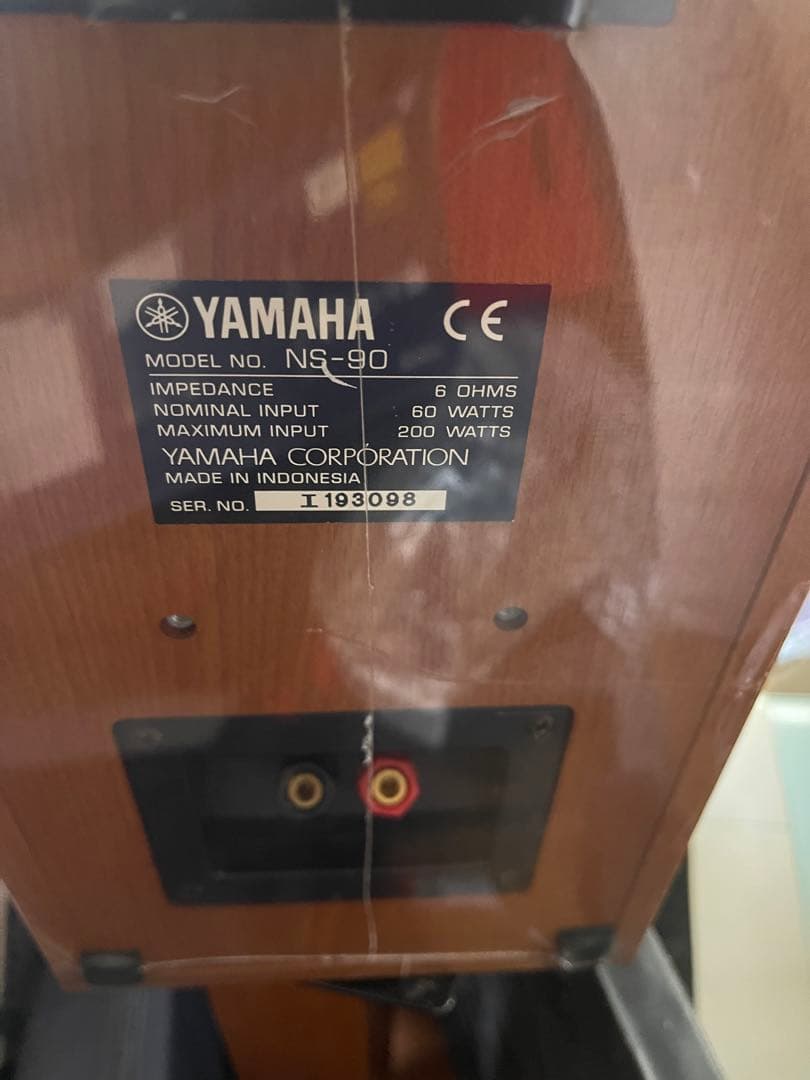 YAMAHA CE
MODEL NO. NS-90
IMPEDANCE 6 OHMS
NOMINAL INPUT 60 WATTS
MAXIMUM INPUT 200 WATTS
YAMAHA CORPORATION
MADE IN INDONESIA
SER. NO. I193098